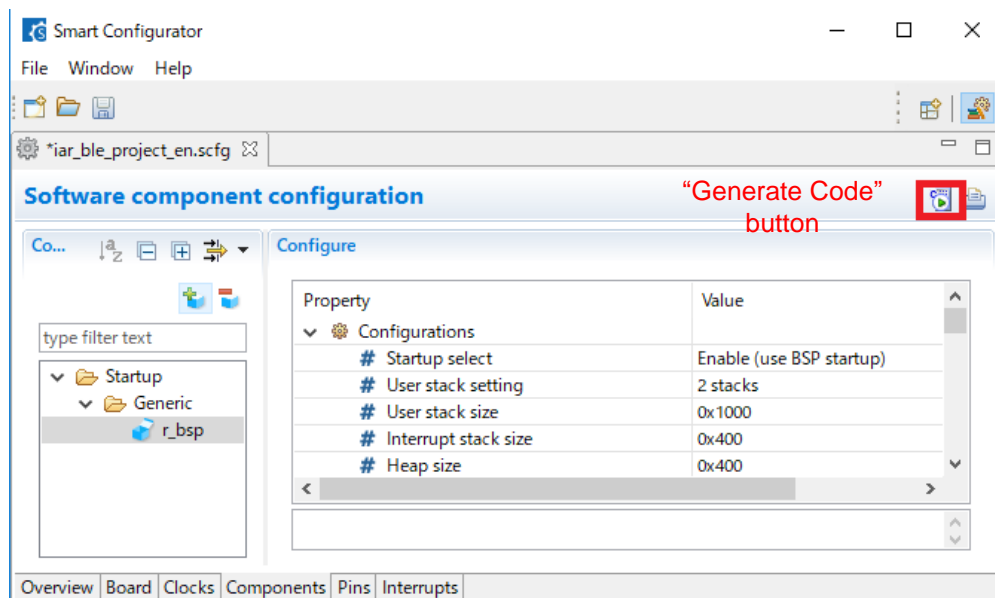 Smart Configurator
File Window Help
*iar_ble_project_en.scfg
Software component configuration
“Generate Code”
button
Co...
Configure
type filter text
Startup
Generic
r_bsp
Property Value
Configurations
# Startup select Enable (use BSP startup)
# User stack setting 2 stacks
# User stack size 0x1000
# Interrupt stack size 0x400
# Heap size 0x400
Overview Board Clocks Components Pins Interrupts